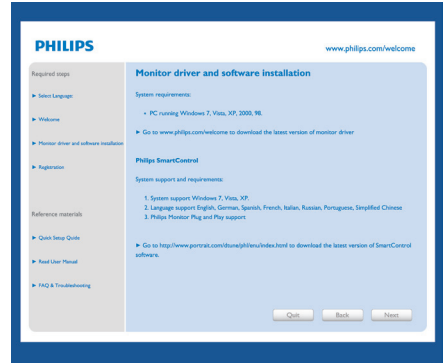 PHILIPS
www.philips.com/welcome
Required steps
Select Language
Welcome
Monitor driver and software installation
Registration
Reference materials
Quick Setup Guide
Read User Manual
FAQ & Troubleshooting
Monitor driver and software installation
System requirements:
• PC running Windows 7, Vista, XP, 2000, 98.
Go to www.philips.com/welcome to download the latest version of monitor driver
Philips SmartControl
System support and requirements:
1. System support Windows 7, Vista, XP.
2. Language support English, German, Spanish, French, Italian, Russian, Portuguese, Simplified Chinese
3. Philips Monitor Plug and Play support
Go to http://www.portrait.com/dtune/phl/enu/index.html to download the latest version of SmartControl
software.
Quit
Back
Next